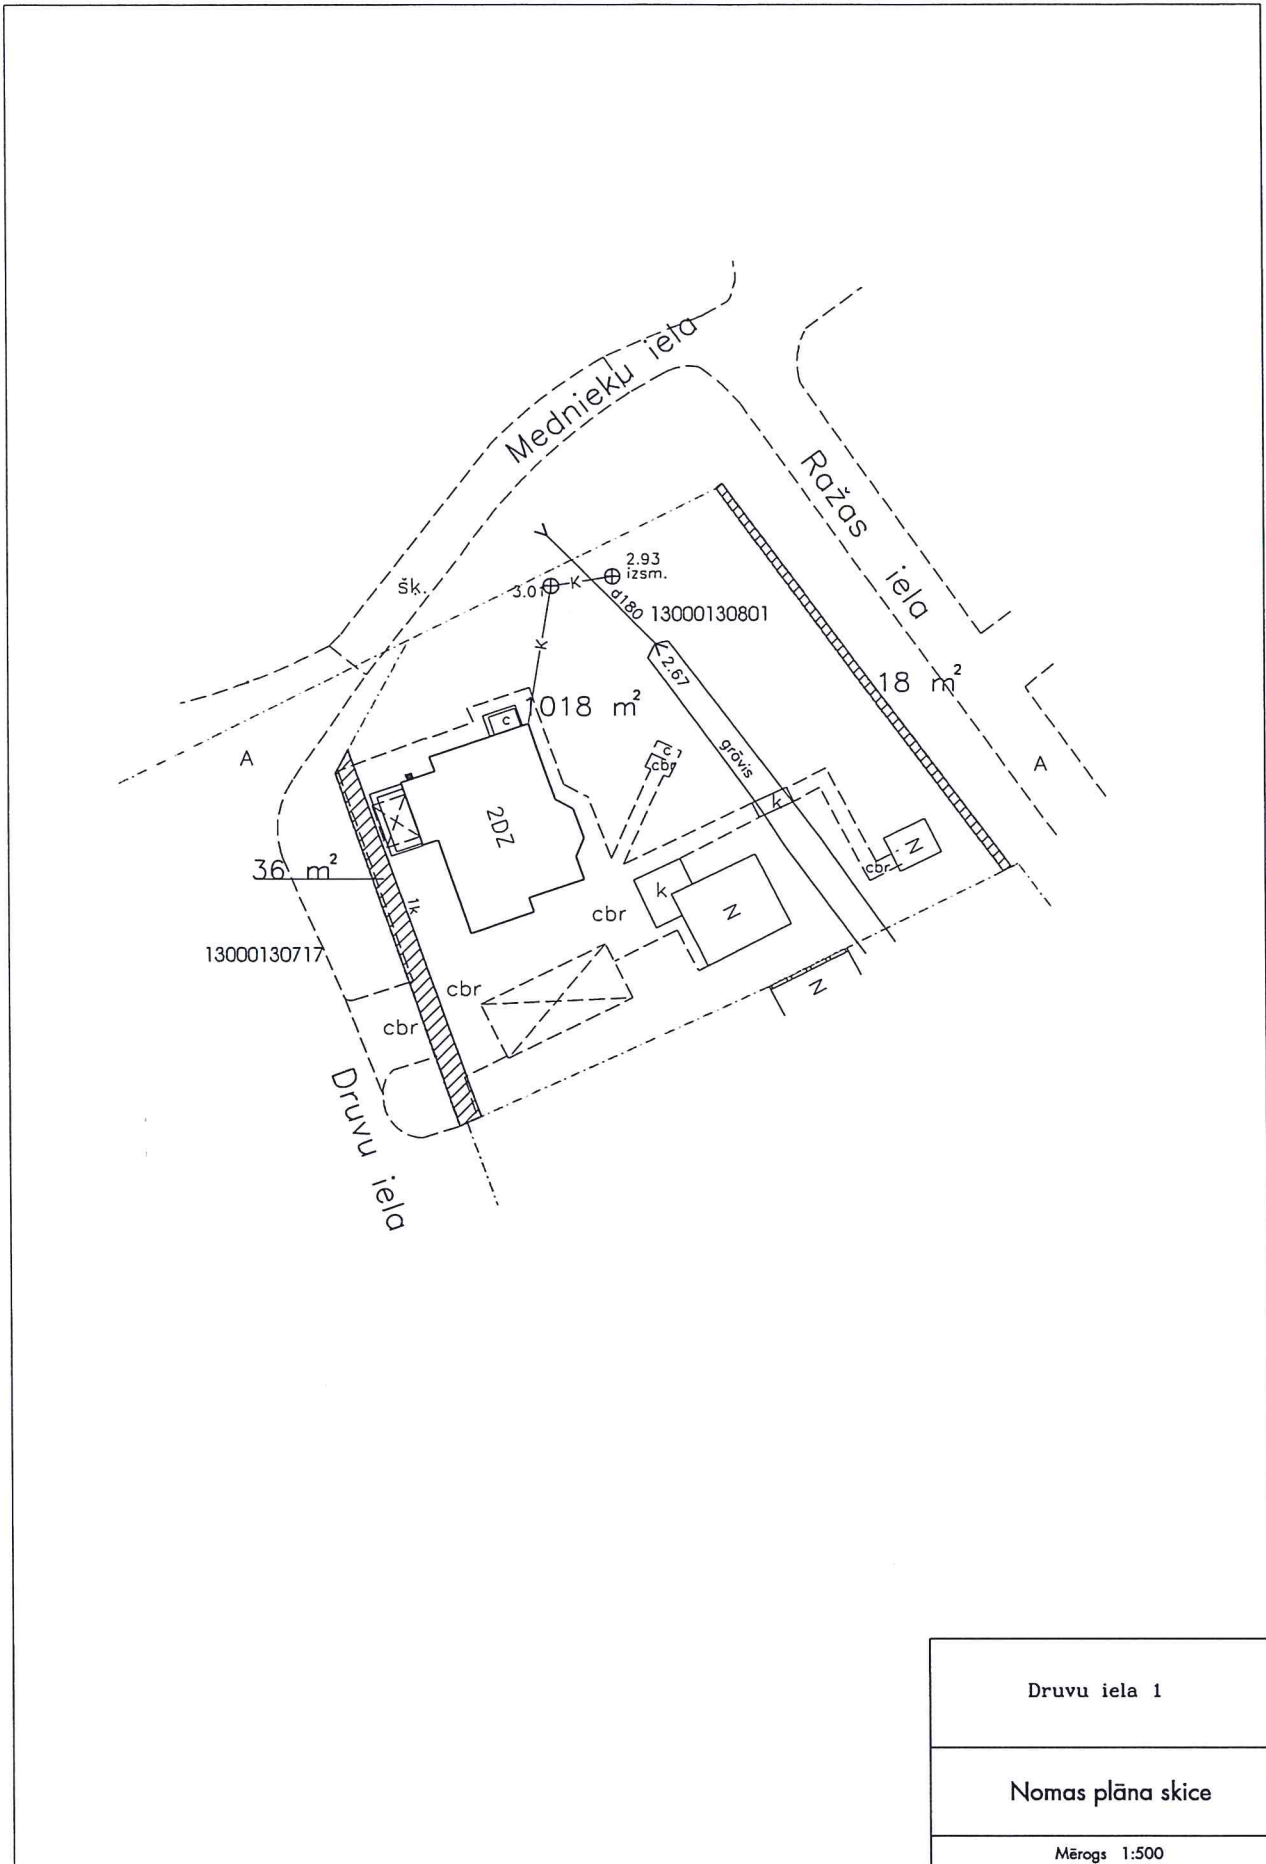 Mednieku iela
Ražas iela
šķ.
2.93
izsm.
3.01
K
d180
13000130801
K
2.67
18 m²
1018 m²
c
A
grāvis
c
cbr
A
k
2DZ
N
cbr
36 m²
1k
k
N
cbr
13000130717
cbr
N
cbr
Druvu iela
Druvu iela 1
Nomas plāna skice
Mērogs 1:500